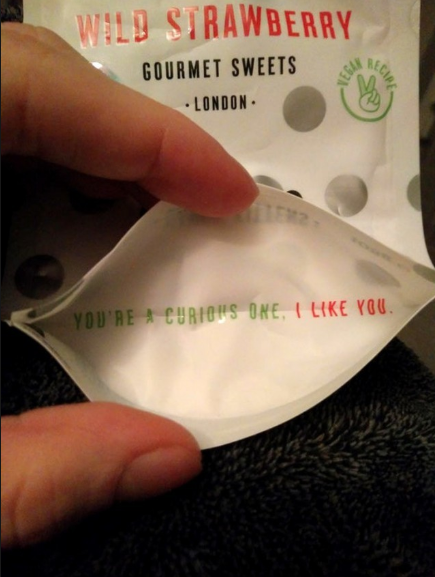 WILD STRAWBERRY
GOURMET SWEETS
· LONDON ·
VEGAN RECIPE
YOU'RE A CURIOUS ONE, I LIKE YOU.